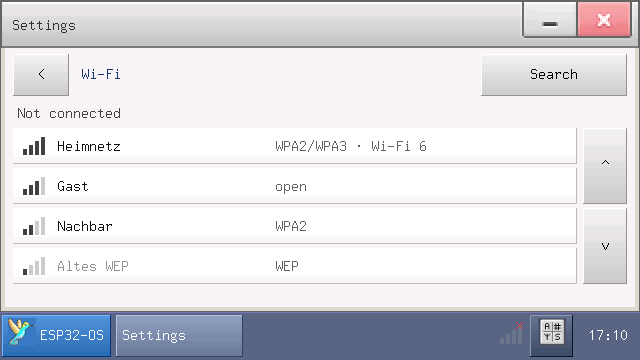 Settings
< Wi-Fi Search
Not connected
Heimnetz WPA2/WPA3 · Wi-Fi 6
Gast open
Nachbar WPA2
Altes WEP WEP
ESP32-OS Settings A# TS 17:10